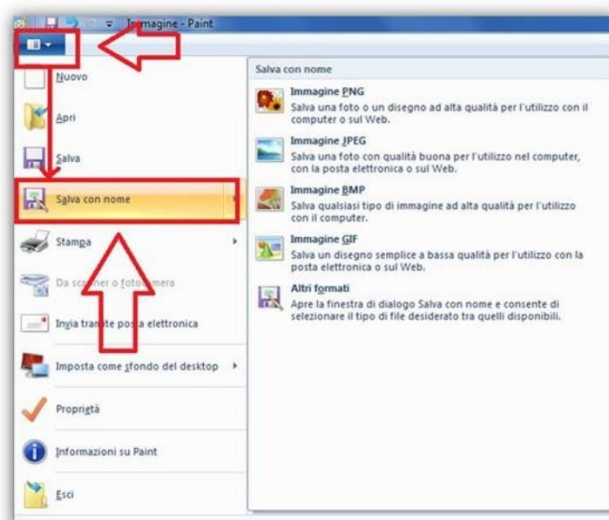 Immagine - Paint
Nuovo
Apri
Salva
Salva con nome
Stampa
Da scanner o fotocamera
Invia tramite posta elettronica
Imposta come sfondo del desktop
Proprietà
Informazioni su Paint
Esci
Salva con nome
Immagine PNG
Salva una foto o un disegno ad alta qualità per l'utilizzo con il
computer o sul Web.
Immagine JPEG
Salva una foto con qualità buona per l'utilizzo nel computer,
con la posta elettronica o sul Web.
Immagine BMP
Salva qualsiasi tipo di immagine ad alta qualità per l'utilizzo
con il computer.
Immagine GIF
Salva un disegno semplice a bassa qualità per l'utilizzo con la
posta elettronica o sul Web.
Altri formati
Apre la finestra di dialogo Salva con nome e consente di
selezionare il tipo di file desiderato tra quelli disponibili.